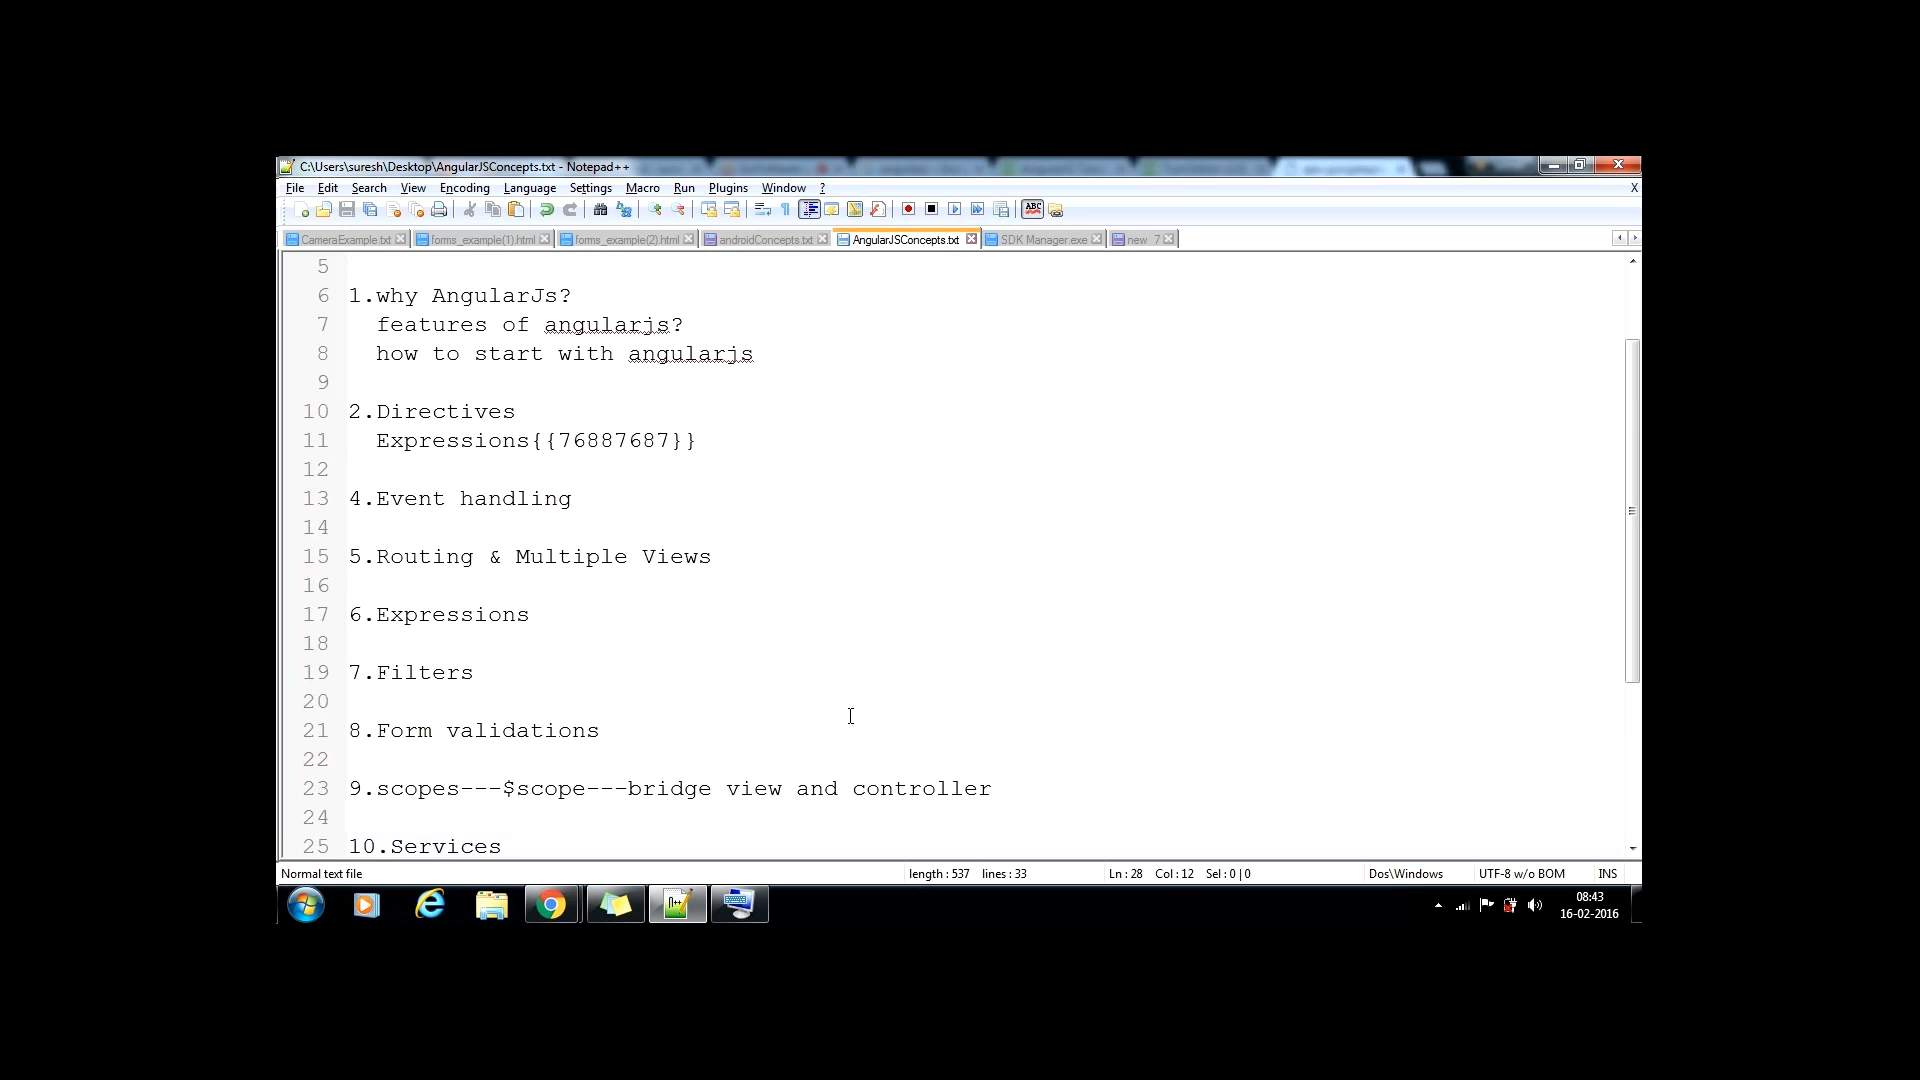 C:\Users\suresh\Desktop\AngularJSConcepts.txt - Notepad++
File Edit Search View Encoding Language Settings Macro Run Plugins Window ? X
ABC
CameraExample.txt forms_example(1).html forms_example(2).html androidConcepts.txt AngularJSConcepts.txt SDK Manager.exe new 7
5
6 1.why AngularJs?
7 features of angularjs?
8 how to start with angularjs
9
10 2.Directives
11 Expressions{{76887687}}
12
13 4.Event handling
14
15 5.Routing & Multiple Views
16
17 6.Expressions
18
19 7.Filters
20
21 8.Form validations
22
23 9.scopes---$scope---bridge view and controller
24
25 10.Services
Normal text file length : 537 lines : 33 Ln : 28 Col : 12 Sel : 0 | 0 Dos\Windows UTF-8 w/o BOM INS
08:43
16-02-2016